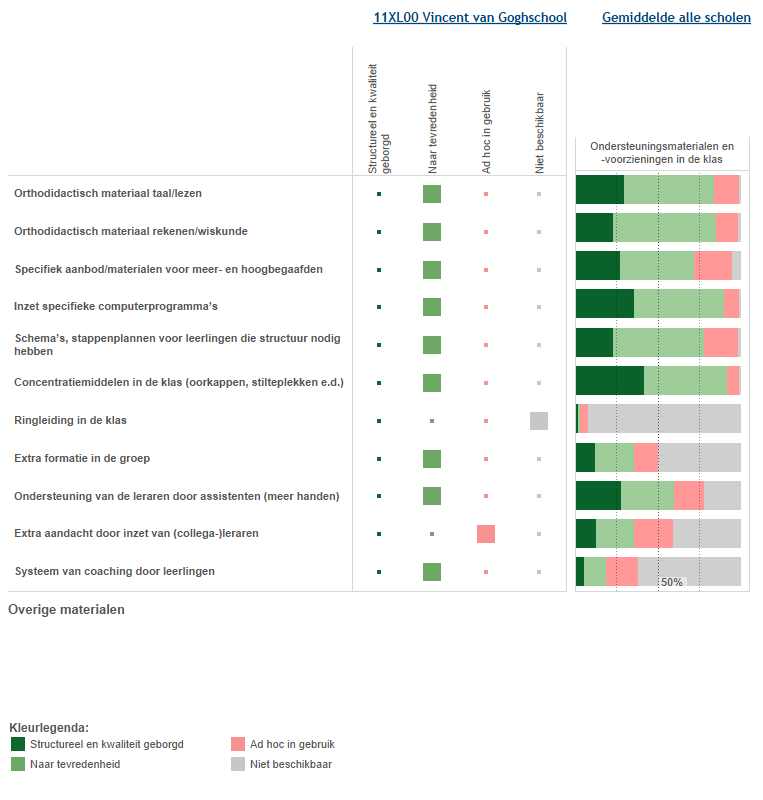 11XL00 Vincent van Goghschool
Gemiddelde alle scholen
Structureel en kwaliteit
geborgd
Naar tevredenheid
Ad hoc in gebruik
Niet beschikbaar
Ondersteuningsmaterialen en
-voorzieningen in de klas
Orthodidactisch materiaal taal/lezen
Orthodidactisch materiaal rekenen/wiskunde
Specifiek aanbod/materialen voor meer- en hoogbegaafden
Inzet specifieke computerprogramma's
Schema's, stappenplannen voor leerlingen die structuur nodig
hebben
Concentratiemiddelen in de klas (oorkappen, stilteplekken e.d.)
Ringleiding in de klas
Extra formatie in de groep
Ondersteuning van de leraren door assistenten (meer handen)
Extra aandacht door inzet van (collega-)leraren
Systeem van coaching door leerlingen
50%
Overige materialen
Kleurlegenda:
Structureel en kwaliteit geborgd
Ad hoc in gebruik
Naar tevredenheid
Niet beschikbaar